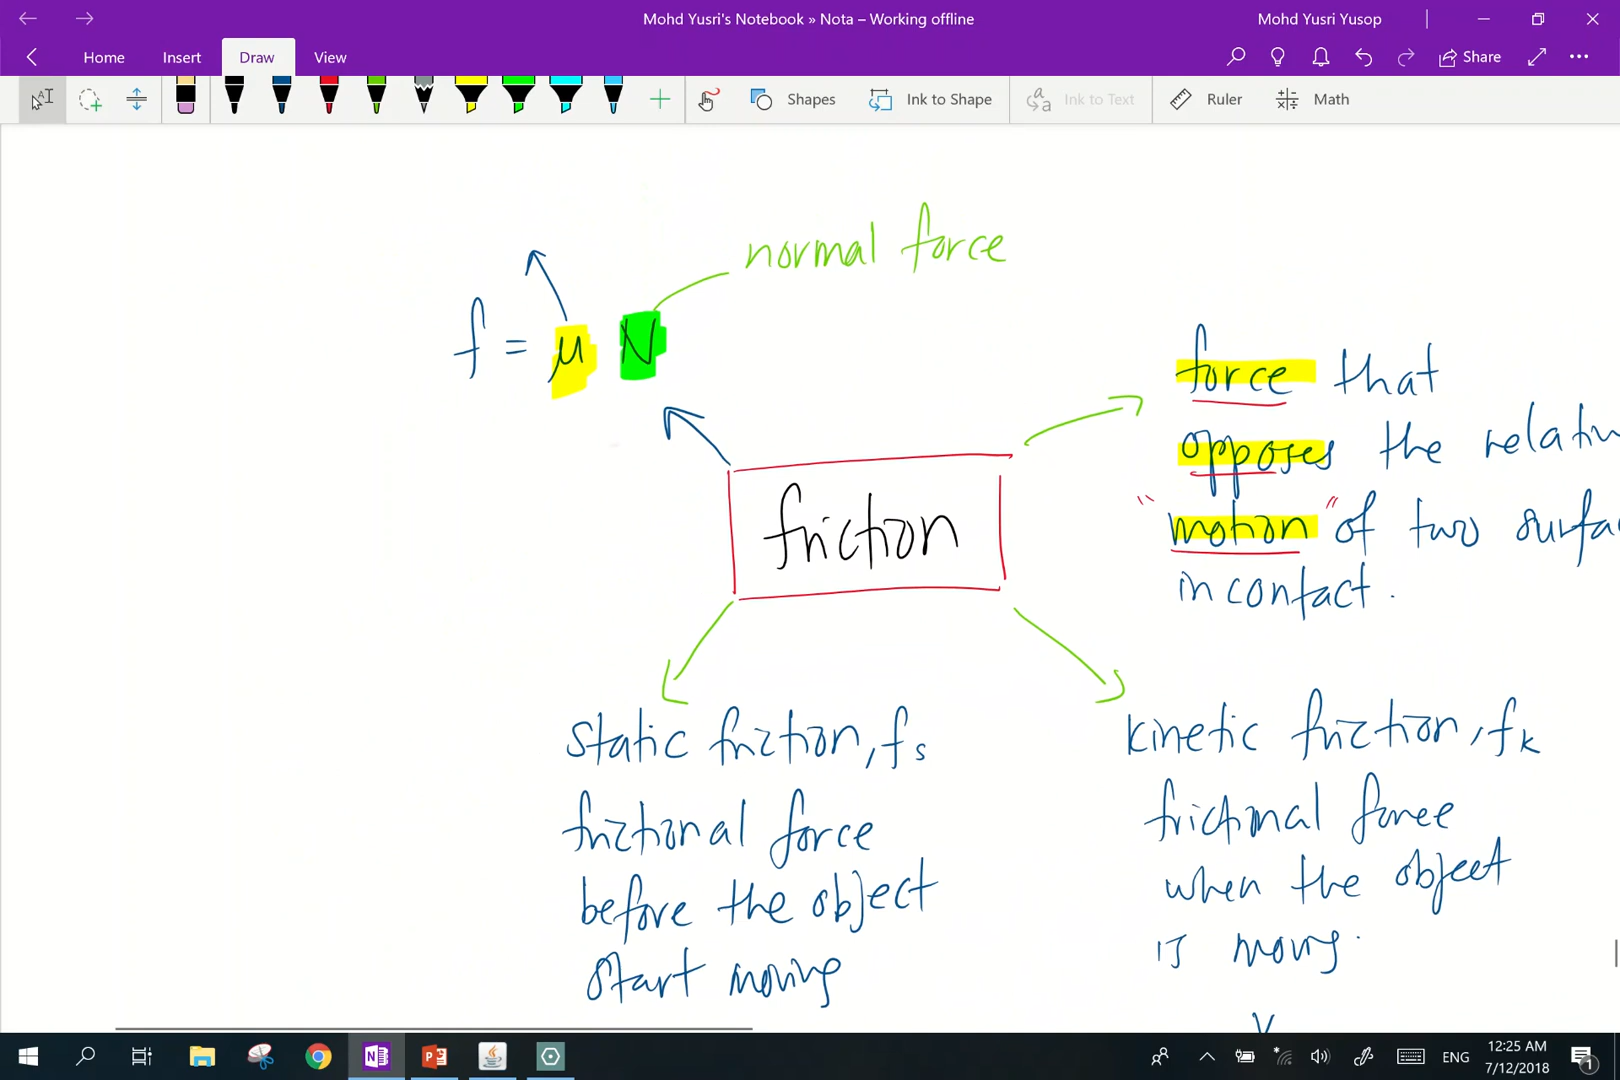 Mohd Yusri's Notebook » Nota – Working offline
Mohd Yusri Yusop
Home
Insert
Draw
View
Share
Shapes
Ink to Shape
Ink to Text
Ruler
Math
normal force
f = μ N
force that
opposes the
"motion" of two
in contact.
friction
static friction, fs
frictional force
before the object
start moving
kinetic friction, fk
frictional force
when the object
is moving.
ENG
12:25 AM
7/12/2018
1